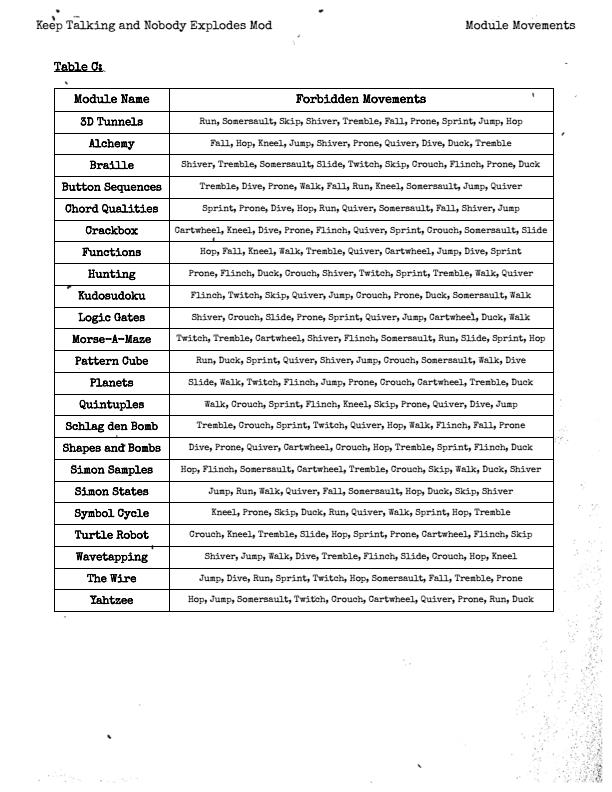 Keep Talking and Nobody Explodes Mod Module Movements
Table C:
Module Name Forbidden Movements
3D Tunnels Run, Somersault, Skip, Shiver, Tremble, Fall, Prone, Sprint, Jump, Hop
Alchemy Fall, Hop, Kneel, Jump, Shiver, Prone, Quiver, Dive, Duck, Tremble
Braille Shiver, Tremble, Somersault, Slide, Twitch, Skip, Crouch, Flinch, Prone, Duck
Button Sequences Tremble, Dive, Prone, Walk, Fall, Run, Kneel, Somersault, Jump, Quiver
Chord Qualities Sprint, Prone, Dive, Hop, Run, Quiver, Somersault, Fall, Shiver, Jump
Crackbox Cartwheel, Kneel, Dive, Prone, Flinch, Quiver, Sprint, Crouch, Somersault, Slide
Functions Hop, Fall, Kneel, Walk, Tremble, Quiver, Cartwheel, Jump, Dive, Sprint
Hunting Prone, Flinch, Duck, Crouch, Shiver, Twitch, Sprint, Tremble, Walk, Quiver
Kudosudoku Flinch, Twitch, Skip, Quiver, Jump, Crouch, Prone, Duck, Somersault, Walk
Logic Gates Shiver, Crouch, Slide, Prone, Sprint, Quiver, Jump, Cartwheel, Duck, Walk
Morse-A-Maze Twitch, Tremble, Cartwheel, Shiver, Flinch, Somersault, Run, Slide, Sprint, Hop
Pattern Cube Run, Duck, Sprint, Quiver, Shiver, Jump, Crouch, Somersault, Walk, Dive
Planets Slide, Walk, Twitch, Flinch, Jump, Prone, Crouch, Cartwheel, Tremble, Duck
Quintuples Walk, Crouch, Sprint, Flinch, Kneel, Skip, Prone, Quiver, Dive, Jump
Schlag den Bomb Tremble, Crouch, Sprint, Twitch, Quiver, Hop, Walk, Flinch, Fall, Prone
Shapes and Bombs Dive, Prone, Quiver, Cartwheel, Crouch, Hop, Tremble, Sprint, Flinch, Duck
Simon Samples Hop, Flinch, Somersault, Cartwheel, Tremble, Crouch, Skip, Walk, Duck, Shiver
Simon States Jump, Run, Walk, Quiver, Fall, Somersault, Hop, Duck, Skip, Shiver
Symbol Cycle Kneel, Prone, Skip, Duck, Run, Quiver, Walk, Sprint, Hop, Tremble
Turtle Robot Crouch, Kneel, Tremble, Slide, Hop, Sprint, Prone, Cartwheel, Flinch, Skip
Wavetapping Shiver, Jump, Walk, Dive, Tremble, Flinch, Slide, Crouch, Hop, Kneel
The Wire Jump, Dive, Run, Sprint, Twitch, Hop, Somersault, Fall, Tremble, Prone
Yahtzee Hop, Jump, Somersault, Twitch, Crouch, Cartwheel, Quiver, Prone, Run, Duck